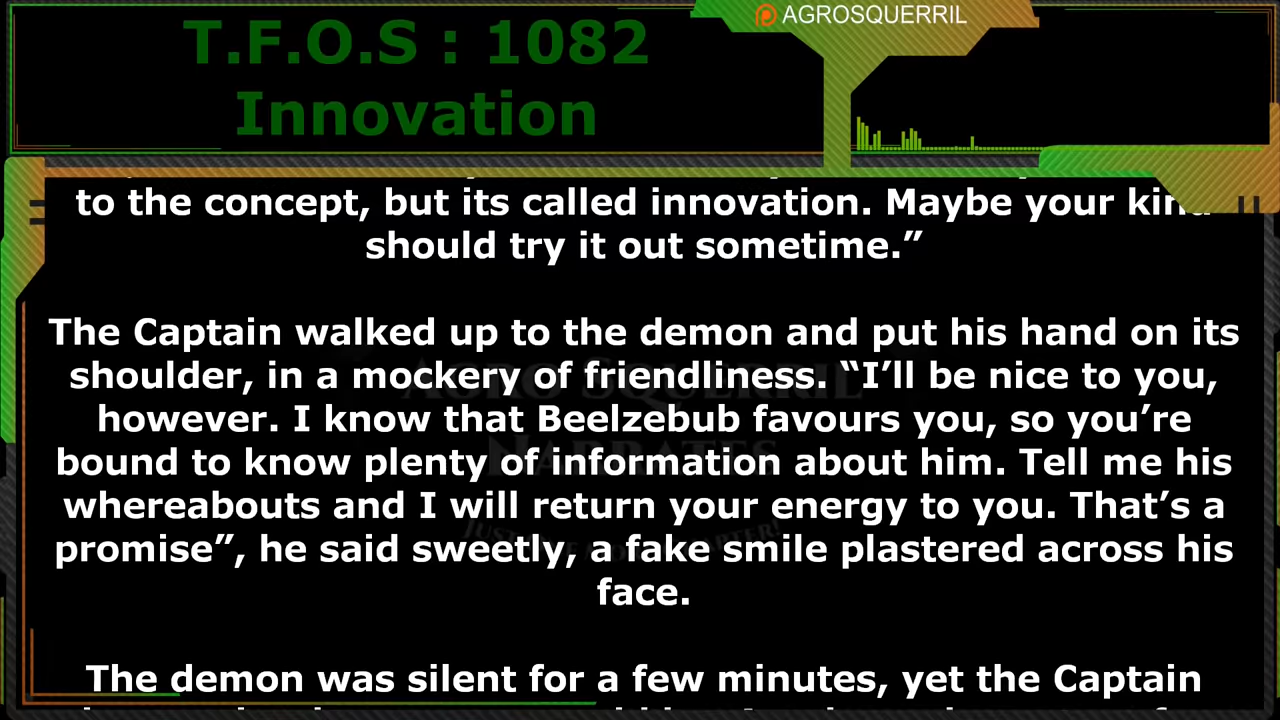 AGROSQUERRIL
T.F.O.S : 1082
Innovation
to the concept, but its called innovation. Maybe your kind
should try it out sometime.”
The Captain walked up to the demon and put his hand on its
shoulder, in a mockery of friendliness. “I’ll be nice to you,
however. I know that Beelzebub favours you, so you’re
bound to know plenty of information about him. Tell me his
whereabouts and I will return your energy to you. That’s a
promise”, he said sweetly, a fake smile plastered across his
face.
The demon was silent for a few minutes, yet the Captain